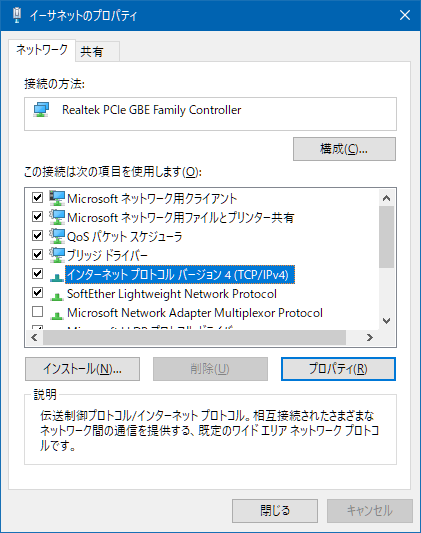 イーサネットのプロパティ
ネットワーク
共有
接続の方法:
Realtek PCIe GBE Family Controller
構成(C)...
この接続は次の項目を使用します(O):
Microsoft ネットワーク用クライアント
Microsoft ネットワーク用ファイルとプリンター共有
QoS パケット スケジューラ
ブリッジ ドライバー
インターネット プロトコル バージョン 4 (TCP/IPv4)
SoftEther Lightweight Network Protocol
Microsoft Network Adapter Multiplexor Protocol
インストール(N)...
削除(U)
プロパティ(R)
説明
伝送制御プロトコル/インターネット プロトコル。相互接続されたさまざまな
ネットワーク間の通信を提供する、既定のワイド エリア ネットワーク プロトコ
ルです。
閉じる
キャンセル